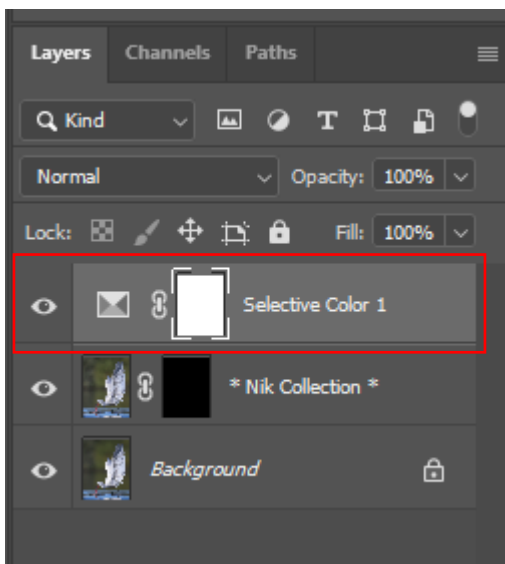 Layers Channels Paths
Kind T
Normal Opacity: 100%
Lock: Fill: 100%
Selective Color 1
* Nik Collection *
Background